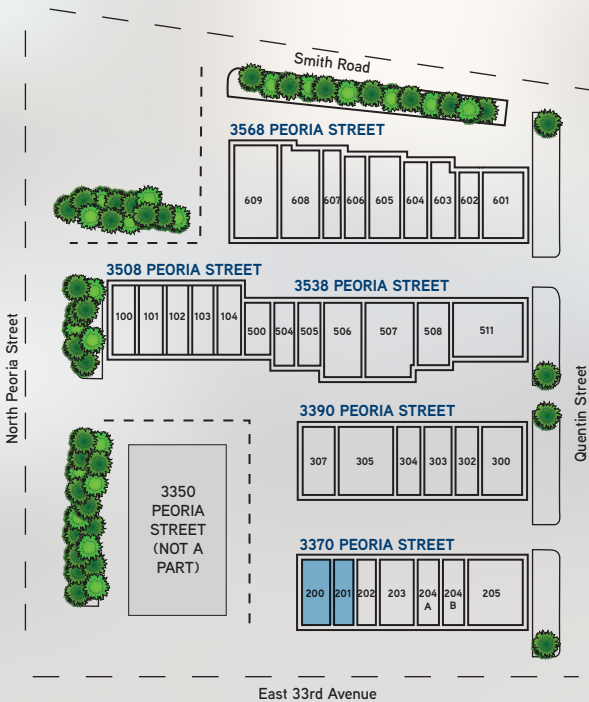 Smith Road
3568 PEORIA STREET
609 608 607 606 605 604 603 602 601
3508 PEORIA STREET
3538 PEORIA STREET
100 101 102 103 104 500 504 505 506 507 508 511
North Peoria Street
Quentin Street
3390 PEORIA STREET
307 305 304 303 302 300
3350
PEORIA
STREET
(NOT A
PART)
3370 PEORIA STREET
200 201 202 203 204 A 204 B 205
East 33rd Avenue